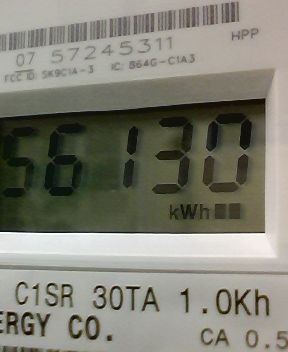 HPP
07 57245311
FCC ID: SK9C1A-3 IC: 864G-C1A3
56130
kWh
C1SR 30TA 1.0Kh
ERGY CO.
CA 0.5